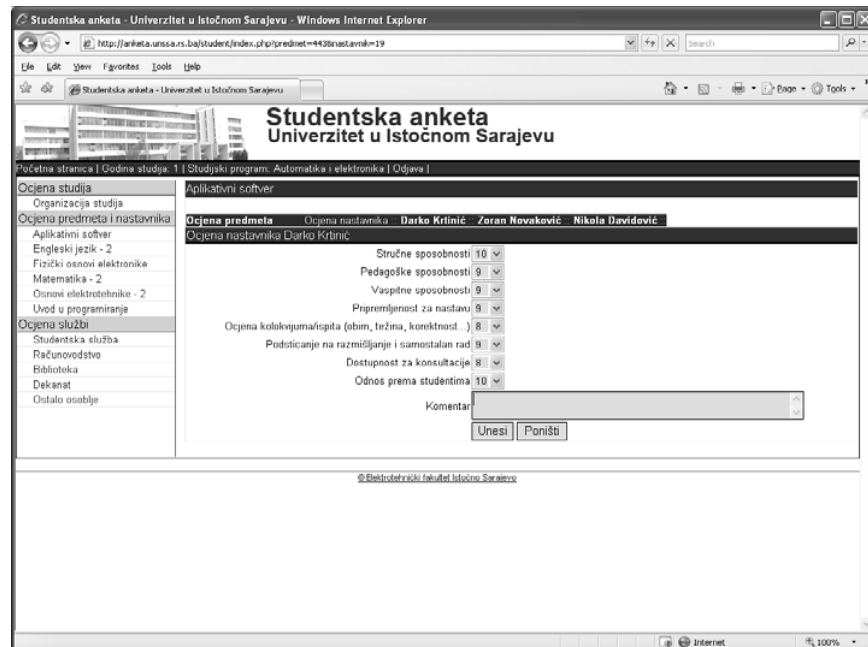 Studentska anketa - Univerzitet u Istočnom Sarajevu - Windows Internet Explorer
http://anketa.unssa.rs.ba/student/index.php?predmet=443&nastavnik=19
Search
File Edit View Favorites Tools Help
Studentska anketa - Univerzitet u Istočnom Sarajevu
Page Tools
Studentska anketa
Univerzitet u Istočnom Sarajevu
Početna stranica | Godina studija: 1 | Studijski program: Automatika i elektronika | Odjava |
Ocjena studija
Organizacija studija
Ocjena predmeta i nastavnika
Aplikativni softver
Engleski jezik - 2
Fizički osnovi elektronike
Matematika - 2
Osnovi elektrotehnike - 2
Uvod u programiranje
Ocjena službi
Studentska služba
Računovodstvo
Biblioteka
Dekanat
Ostalo osoblje
Aplikativni softver
Ocjena predmeta Ocjena nastavnika :: Darko Krtinić :: Zoran Novaković :: Nikola Davidović ::
Ocjena nastavnika Darko Krtinić
Stručne sposobnosti 10
Pedagoške sposobnosti 9
Vaspitne sposobnosti 9
Pripremljenost za nastavu 9
Ocjena kolokvijuma/ispita (obim, težina, korektnost...) 8
Podsticanje na razmišljanje i samostalan rad 9
Dostupnost za konsultacije 8
Odnos prema studentima 10
Komentar
Unesi Poništi
© Elektrotehnički fakultet Istočno Sarajevo
Internet 100%